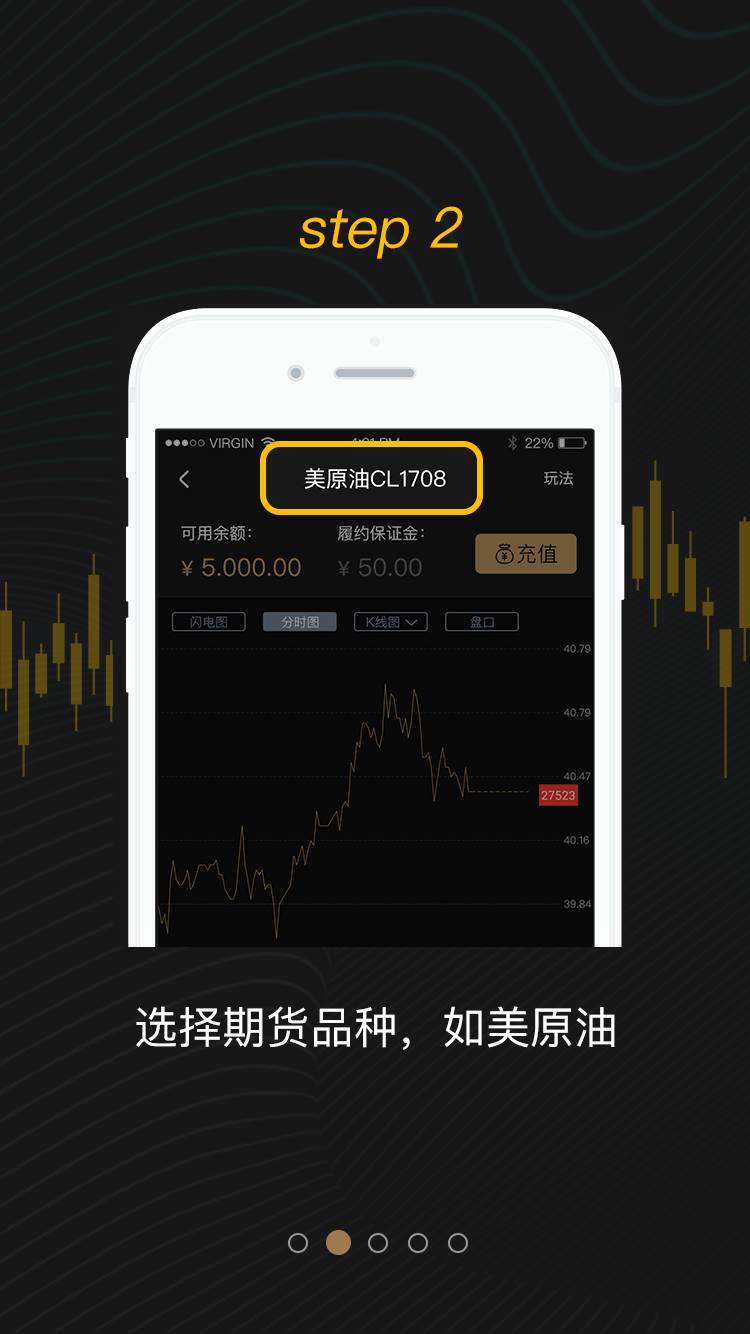 step 2
VIRGIN
22%
美原油CL1708
玩法
可用余额：
履约保证金：
¥ 5.000.00
¥ 50.00
充值
闪电图
分时图
K线图
盘口
40.79
40.79
40.47
27523
40.16
39.84
选择期货品种，如美原油